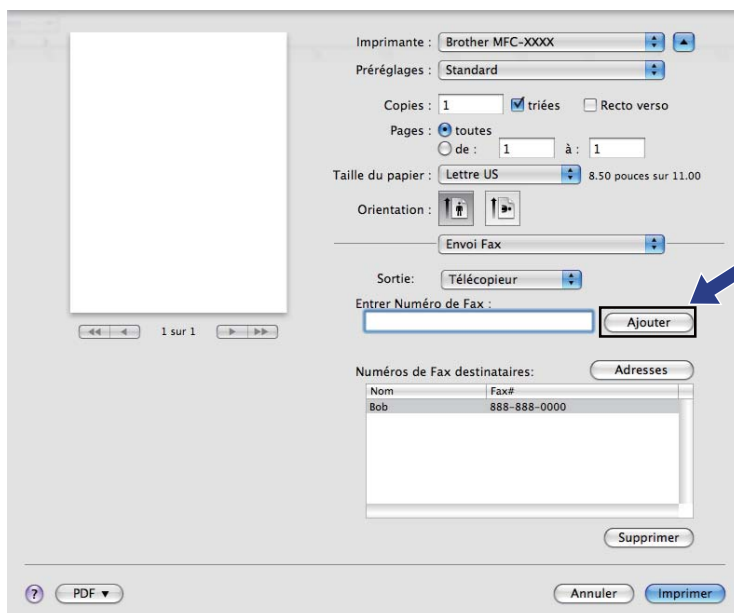 Imprimante : Brother MFC-XXXX
Préréglages : Standard
Copies : 1 triées Recto verso
Pages : toutes
de : 1 à : 1
Taille du papier : Lettre US 8.50 pouces sur 11.00
Orientation :
Envoi Fax
Sortie: Télécopieur
Entrer Numéro de Fax :
Ajouter
1 sur 1
Numéros de Fax destinataires: Adresses
Nom Fax#
Bob 888-888-0000
Supprimer
? PDF ▼ Annuler Imprimer